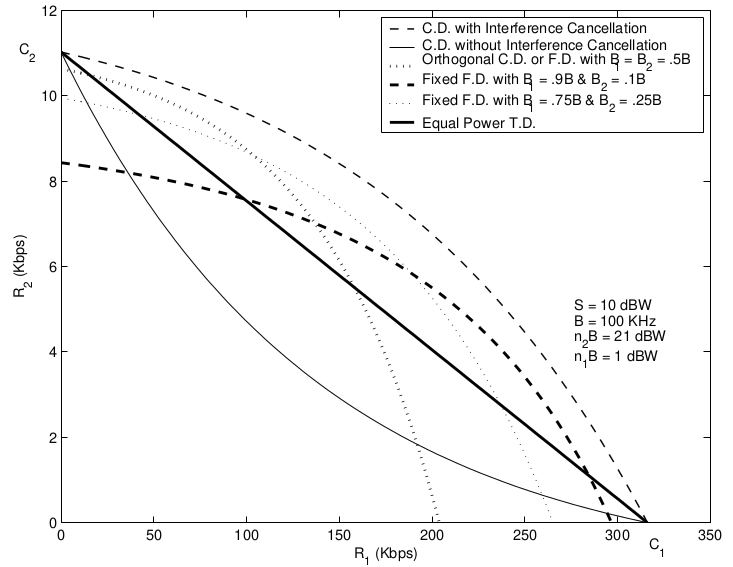 12
C2
10
8
6
4
2
0
R2 (Kbps)
C.D. with Interference Cancellation
C.D. without Interference Cancellation
Orthogonal C.D. or F.D. with B1 = B2 = .5B
Fixed F.D. with B1 = .9B & B2 = .1B
Fixed F.D. with B1 = .75B & B2 = .25B
Equal Power T.D.
S = 10 dBW
B = 100 KHz
n2B = 21 dBW
n1B = 1 dBW
0 50 100 150 200 250 300 350
R1 (Kbps)
C1